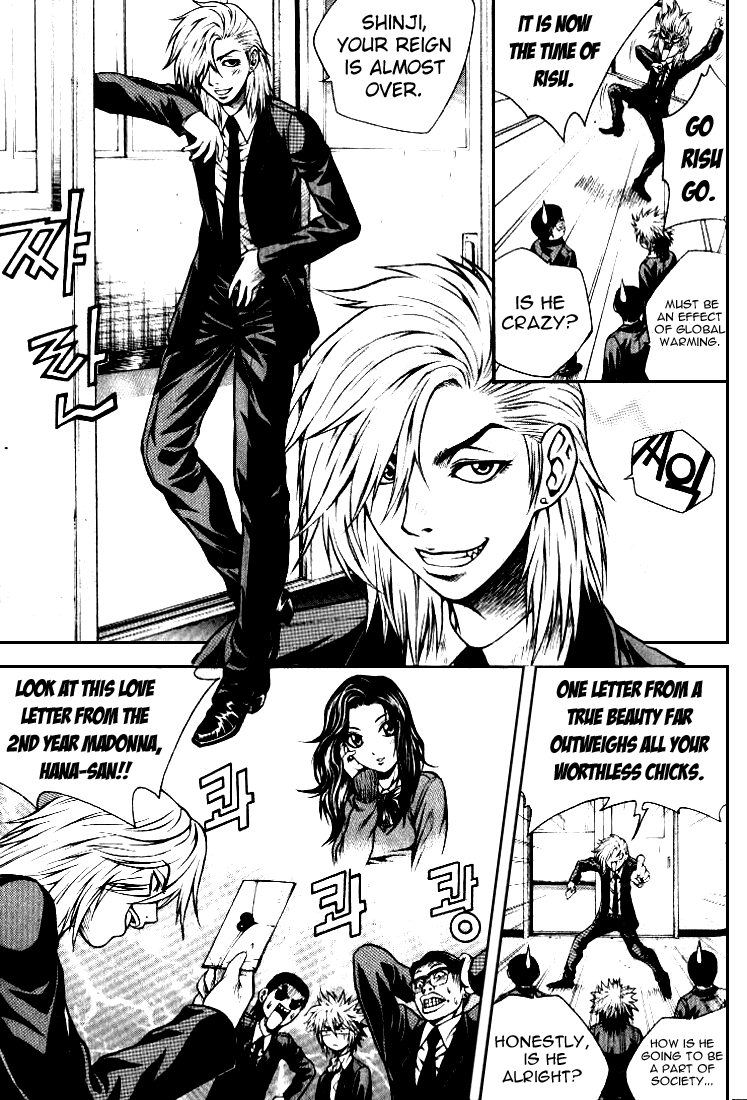 SHINJI,
YOUR REIGN
IS ALMOST
OVER.
IT IS NOW
THE TIME OF
RISU.
GO
RISU
GO.
IS HE
CRAZY?
MUST BE
AN EFFECT
OF GLOBAL
WARMING.
쨔
잔
씨익
LOOK AT THIS LOVE
LETTER FROM THE
2ND YEAR MADONNA,
HANA-SAN!!
콰
콰
쾅
ONE LETTER FROM A
TRUE BEAUTY FAR
OUTWEIGHS ALL YOUR
WORTHLESS CHICKS.
HONESTLY,
IS HE
ALRIGHT?
HOW IS HE
GOING TO BE
A PART OF
SOCIETY...